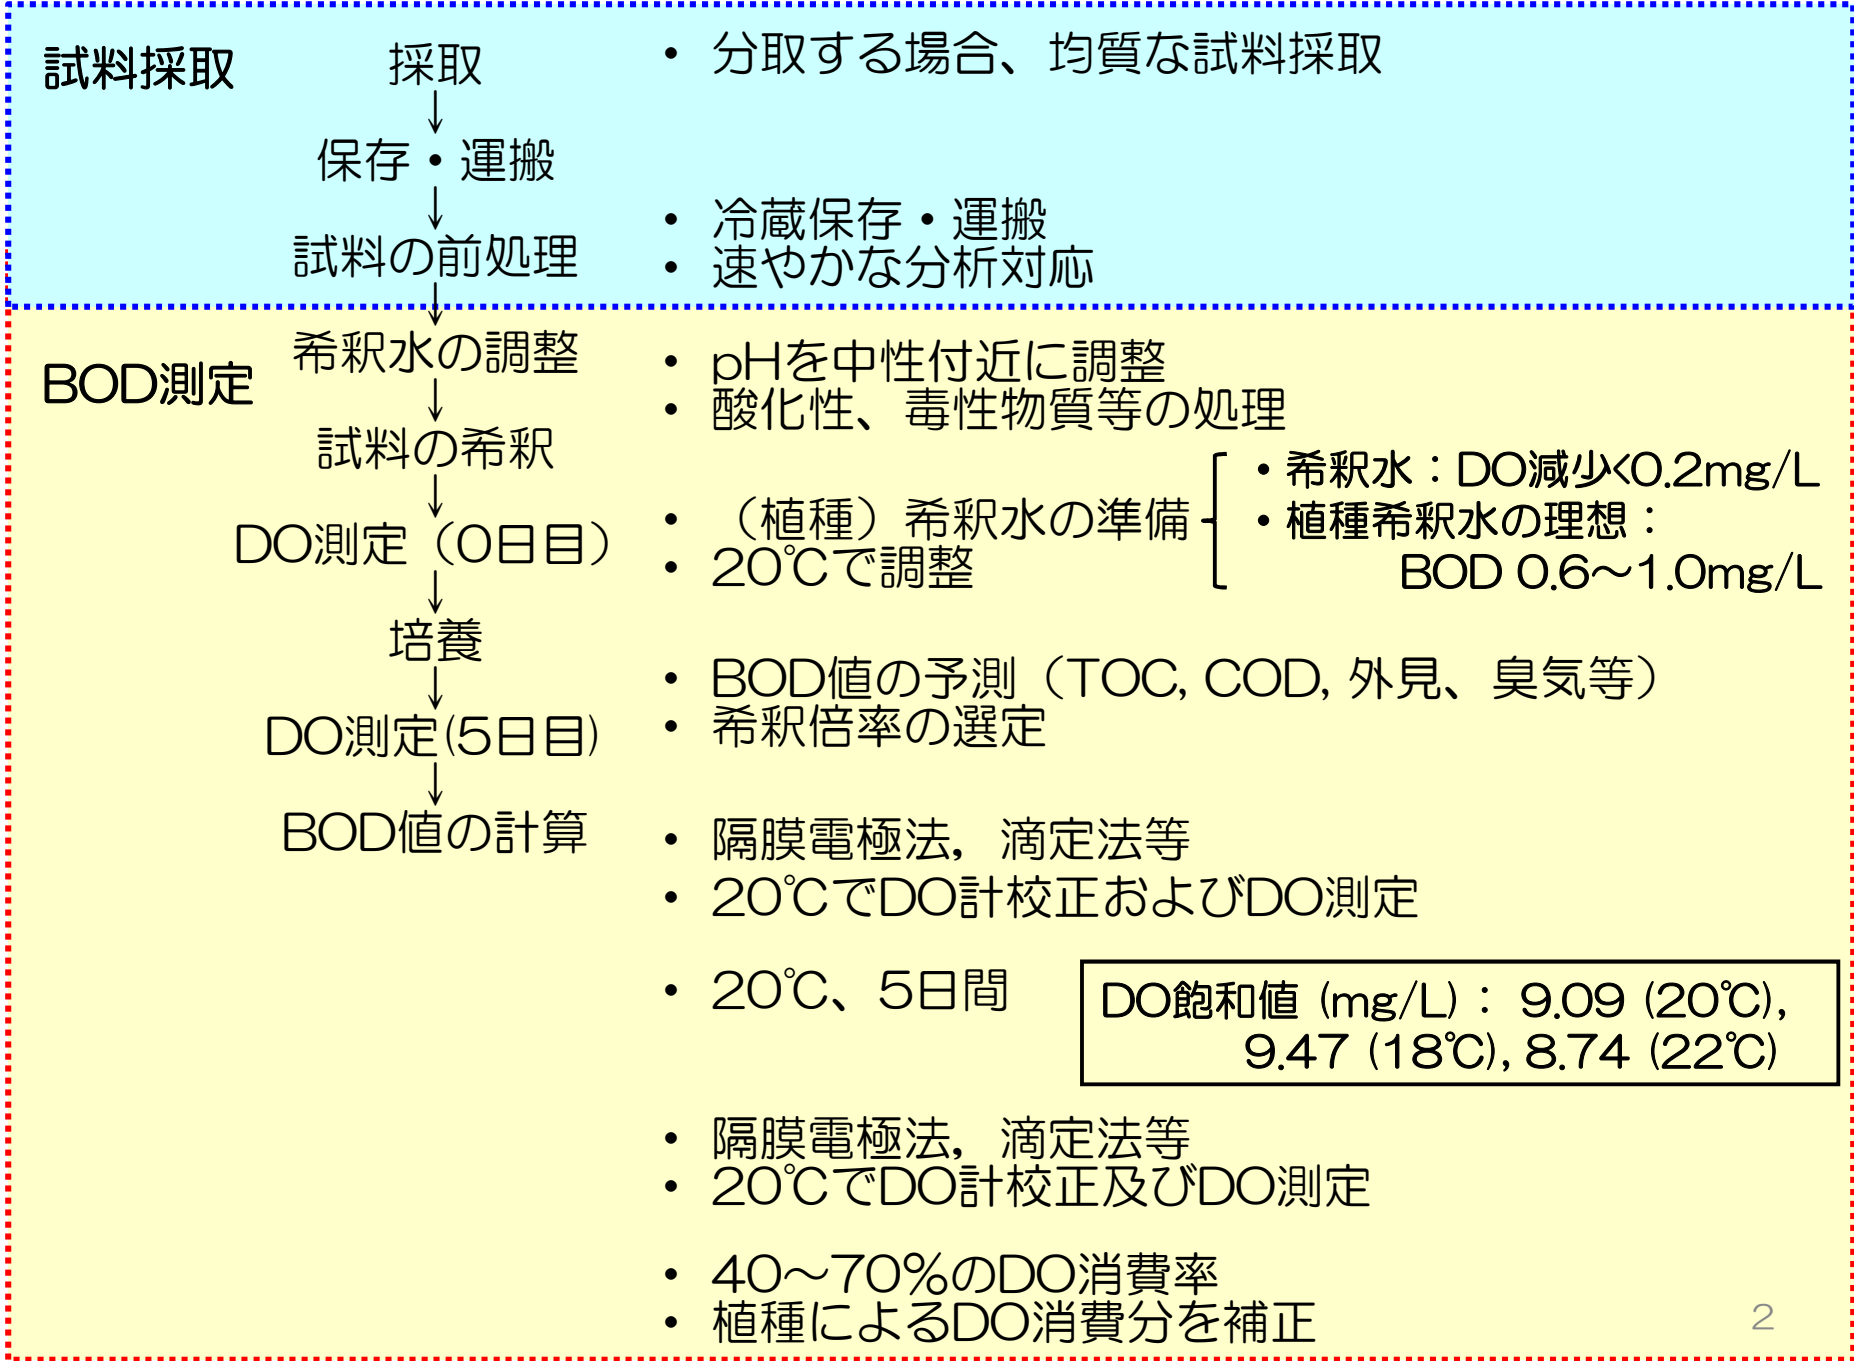 試料採取
採取
↓
保存・運搬
↓
試料の前処理
↓
• 分取する場合、均質な試料採取
• 冷蔵保存・運搬
• 速やかな分析対応
BOD測定
希釈水の調整
↓
試料の希釈
↓
DO測定（0日目）
↓
培養
↓
DO測定(5日目)
↓
BOD値の計算
• pHを中性付近に調整
• 酸化性、毒性物質等の処理
• （植種）希釈水の準備
• 20℃で調整
・希釈水：DO減少<0.2mg/L
・植種希釈水の理想：
BOD 0.6～1.0mg/L
• BOD値の予測（TOC, COD, 外見、臭気等）
• 希釈倍率の選定
• 隔膜電極法，滴定法等
• 20℃でDO計校正およびDO測定
• 20℃、5日間
DO飽和値 (mg/L)： 9.09 (20℃),
9.47 (18℃), 8.74 (22℃)
• 隔膜電極法，滴定法等
• 20℃でDO計校正及びDO測定
• 40～70%のDO消費率
• 植種によるDO消費分を補正
2